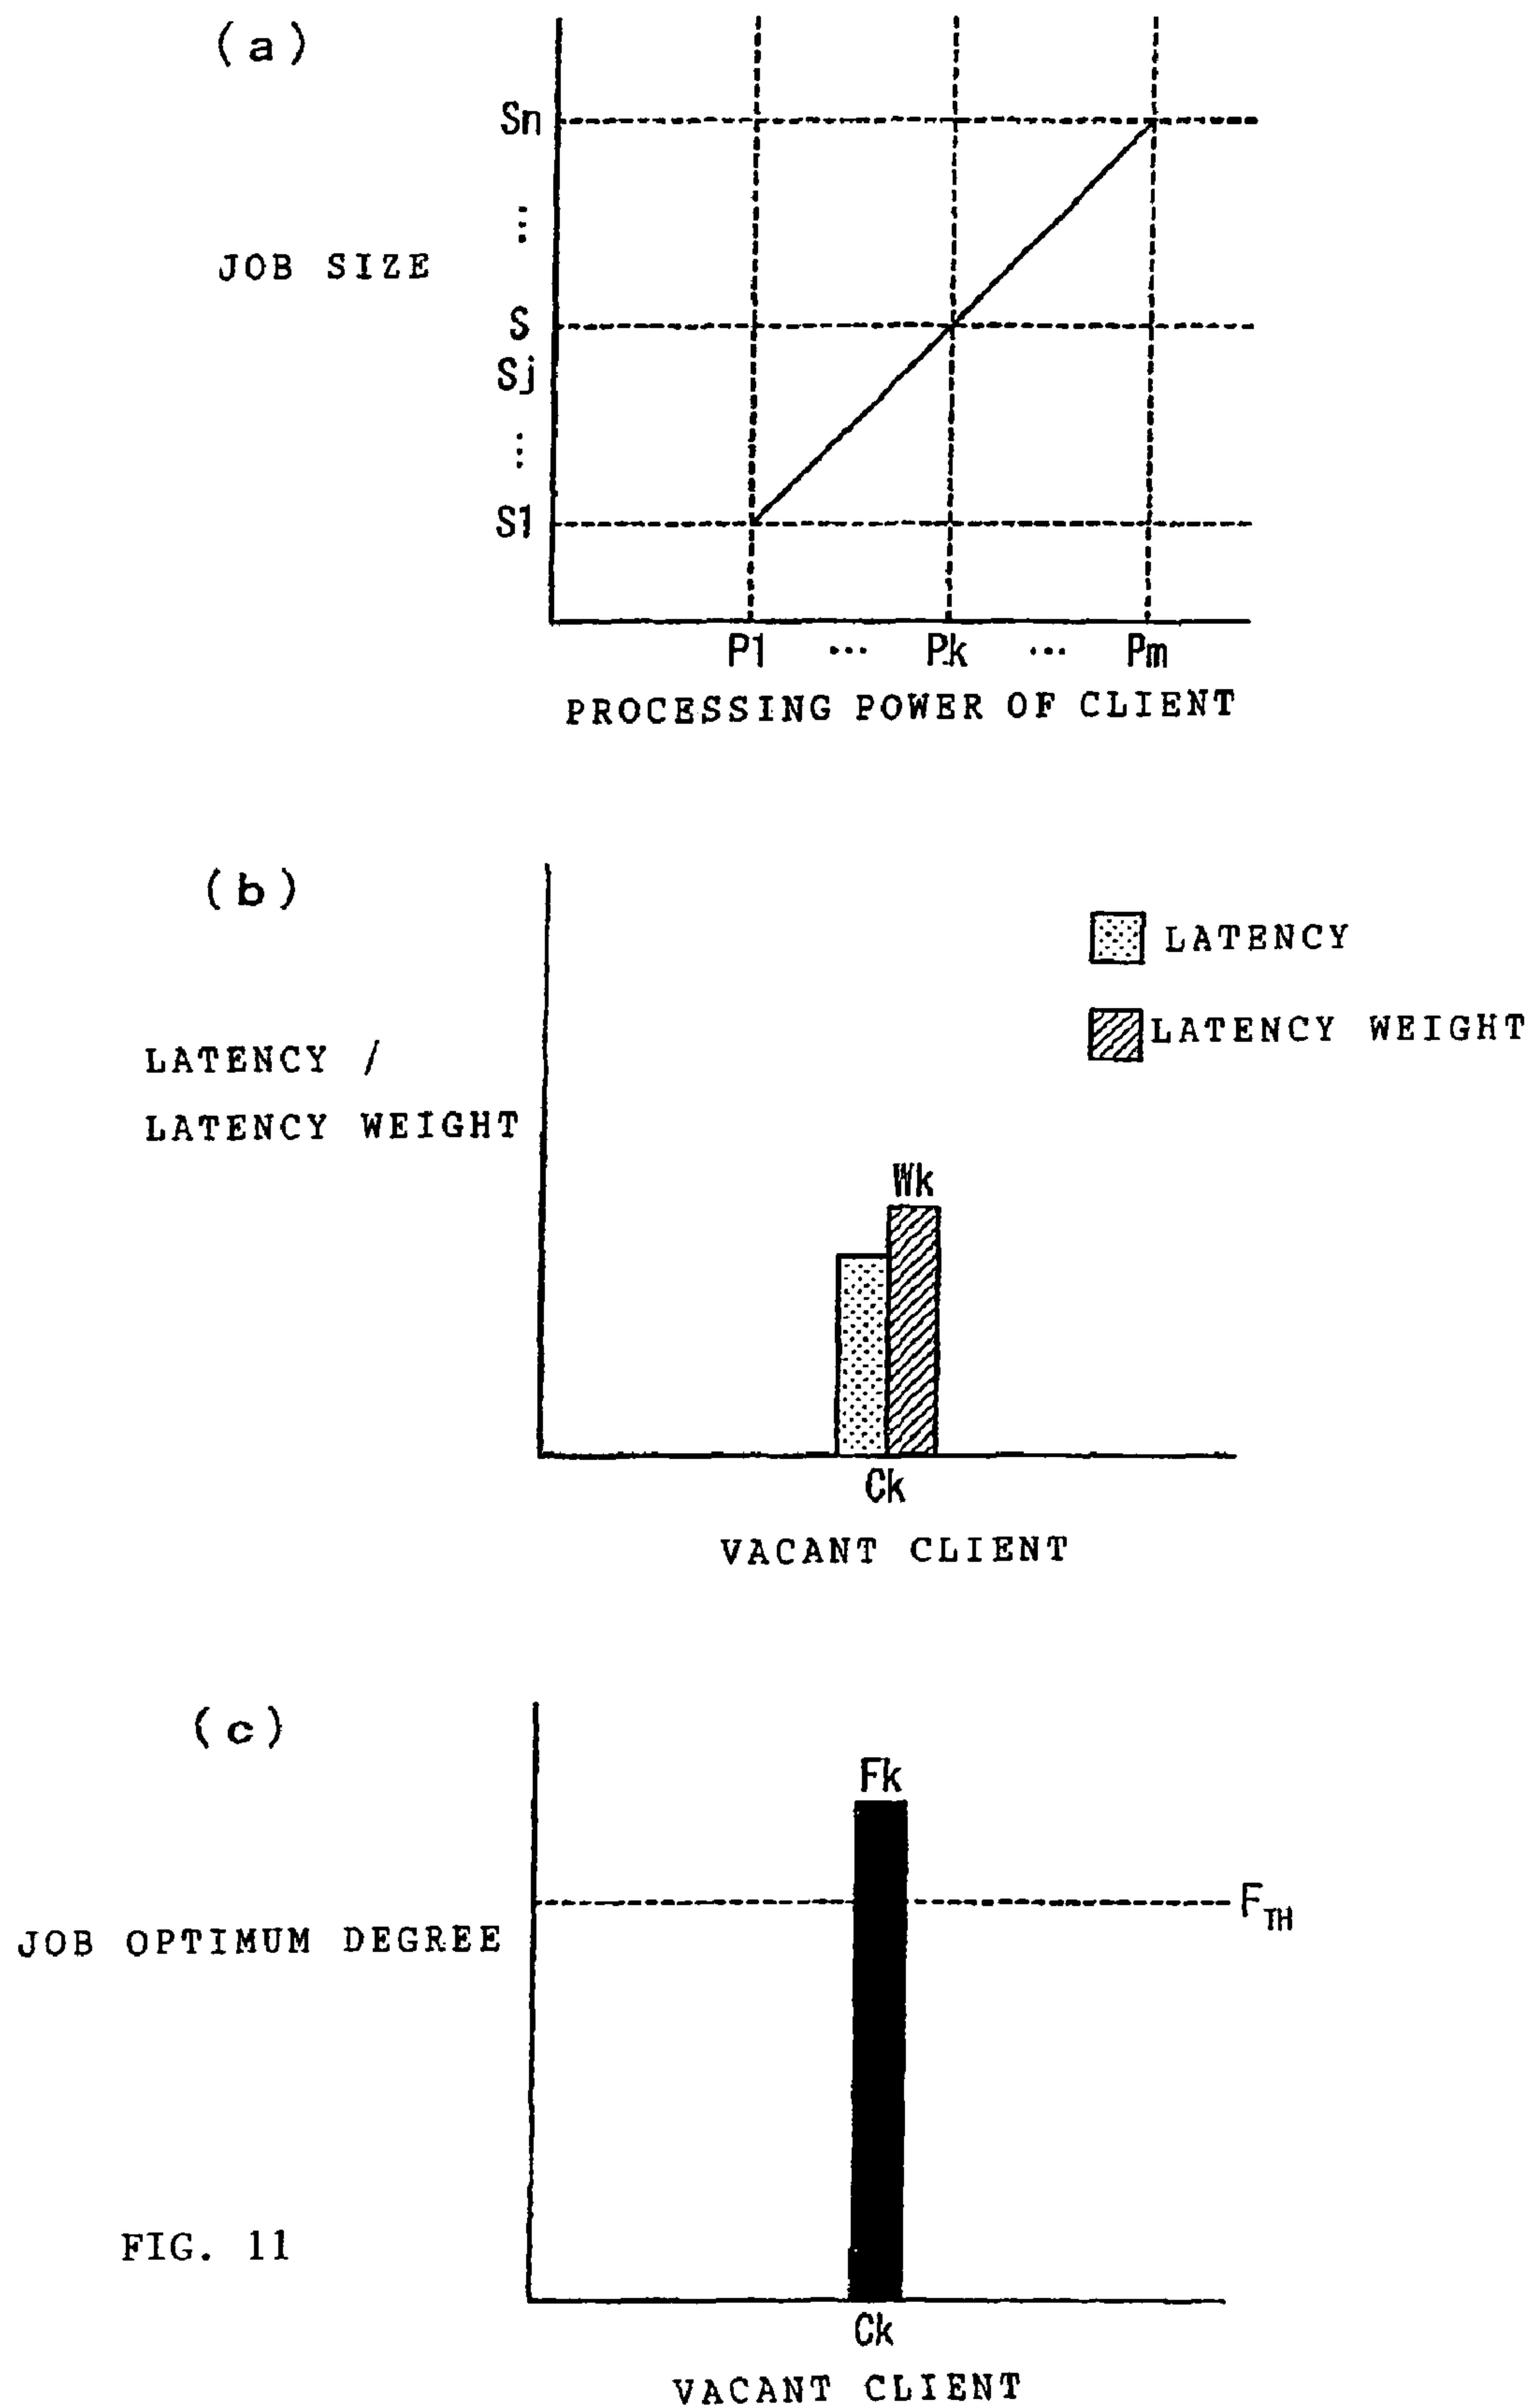 (a)
Sn
⋮
JOB SIZE
S
Sj
⋮
S1
P1 ... Pk ... Pm
PROCESSING POWER OF CLIENT
(b)
LATENCY
LATENCY WEIGHT
LATENCY /
LATENCY WEIGHT
Wk
Ck
VACANT CLIENT
(c)
Fk
FTH
JOB OPTIMUM DEGREE
FIG. 11
Ck
VACANT CLIENT